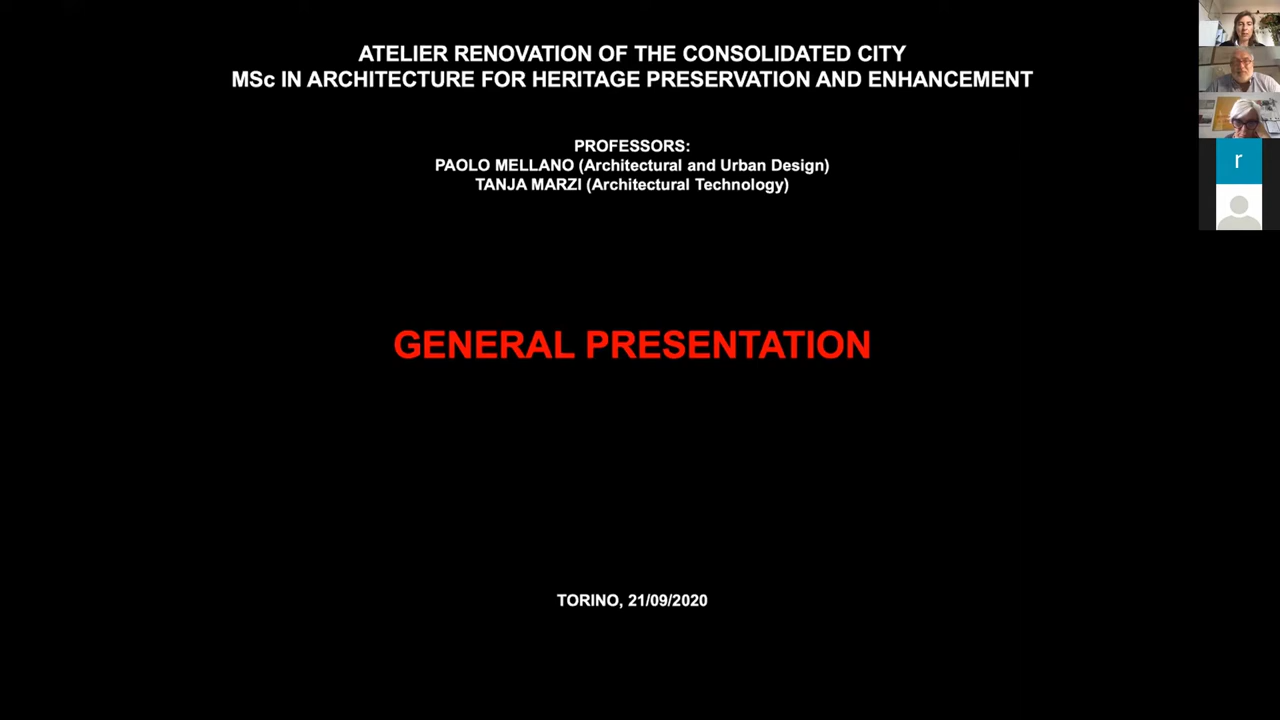 ATELIER RENOVATION OF THE CONSOLIDATED CITY
MSc IN ARCHITECTURE FOR HERITAGE PRESERVATION AND ENHANCEMENT
PROFESSORS:
PAOLO MELLANO (Architectural and Urban Design)
TANJA MARZI (Architectural Technology)
GENERAL PRESENTATION
TORINO, 21/09/2020
r